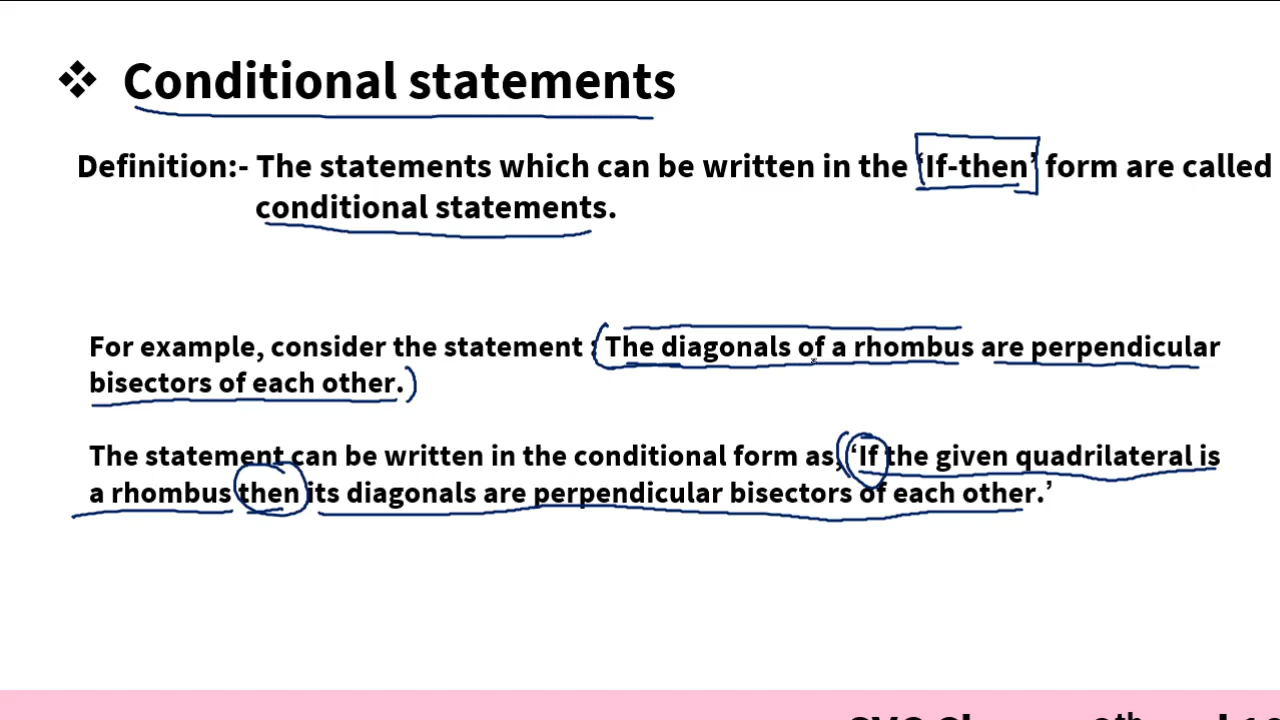 ❖ Conditional statements
Definition:- The statements which can be written in the ‘If-then’ form are called
conditional statements.
For example, consider the statement : The diagonals of a rhombus are perpendicular
bisectors of each other.
The statement can be written in the conditional form as, ‘If the given quadrilateral is
a rhombus then its diagonals are perpendicular bisectors of each other.’